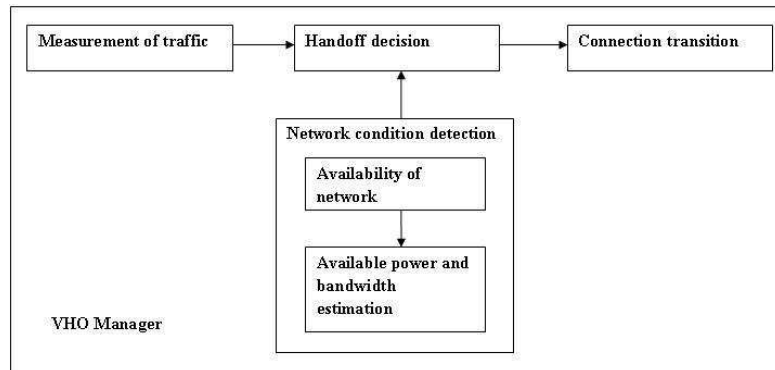 Measurement of traffic
Handoff decision
Connection transition
Network condition detection
Availability of
network
Available power and
bandwidth
estimation
VHO Manager